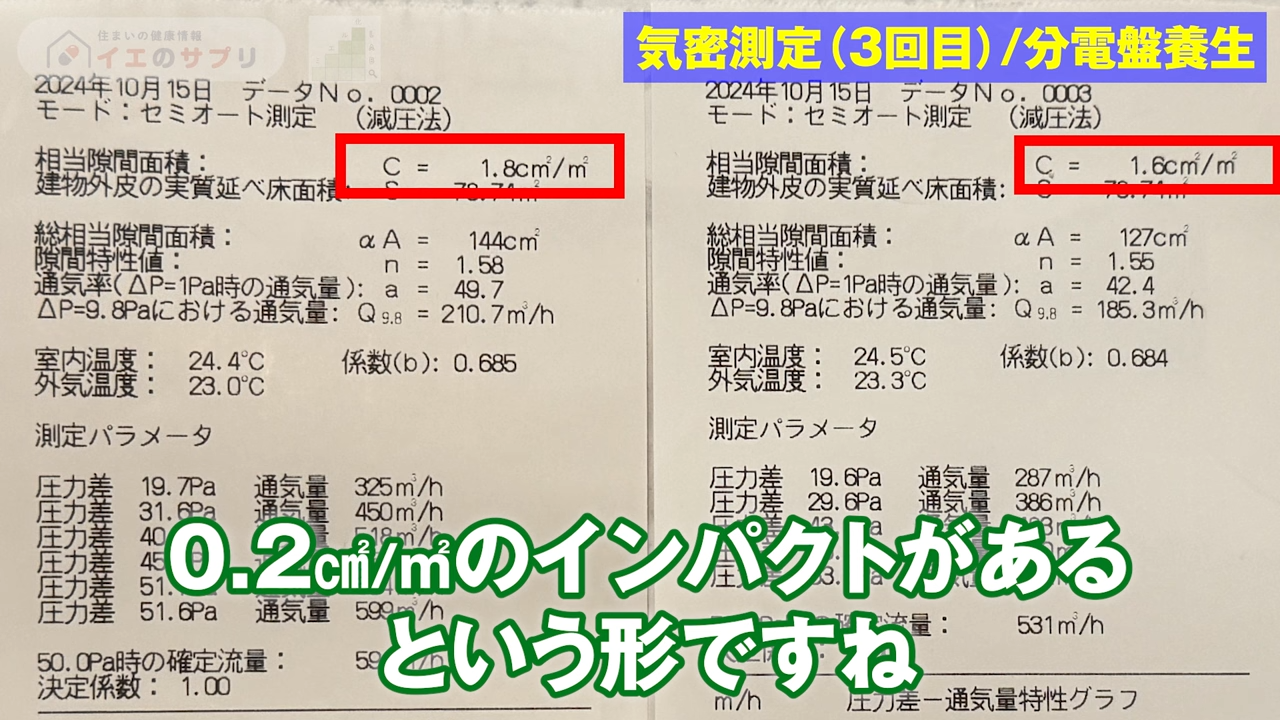 住まいの健康情報
イエのサプリ
気密測定(3回目)/分電盤養生
2024年10月15日 データNo. 0002
モード:セミオート測定 (減圧法)
相当隙間面積: C = 1.8cm²/m²
建物外皮の実質延べ床面積: S 78.74m²
総相当隙間面積: αA = 144cm²
隙間特性値: n = 1.58
通気率(ΔP=1Pa時の通気量): a = 49.7
ΔP=9.8Paにおける通気量: Q9.8 = 210.7m³/h
室内温度: 24.4℃ 係数(b): 0.685
外気温度: 23.0℃
測定パラメータ
圧力差 19.7Pa 通気量 325m³/h
圧力差 31.6Pa 通気量 450m³/h
圧力差 40
圧力差 45
圧力差 51.
圧力差 51.6Pa 通気量 599m³/h
50.0Pa時の確定流量: 59
決定係数: 1.00
2024年10月15日 データNo. 0003
モード:セミオート測定 (減圧法)
相当隙間面積: C = 1.6cm²/m²
建物外皮の実質延べ床面積: S 78.74m²
総相当隙間面積: αA = 127cm²
隙間特性値: n = 1.55
通気率(ΔP=1Pa時の通気量): a = 42.4
ΔP=9.8Paにおける通気量: Q9.8 = 185.3m³/h
室内温度: 24.5℃ 係数(b): 0.684
外気温度: 23.3℃
測定パラメータ
圧力差 19.6Pa 通気量 287m³/h
圧力差 29.6Pa 通気量 386m³/h
量: 531m³/h
m/h 圧力差-通気量特性グラフ
0.2㎠/㎡のインパクトがある
という形ですね